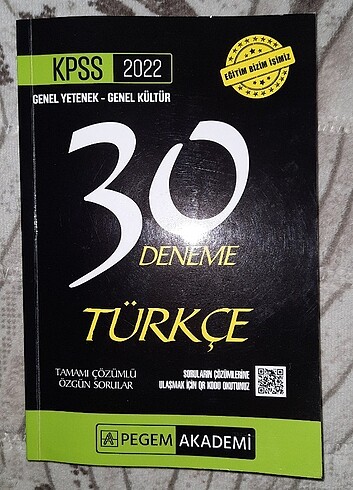 KPSS 2022
GENEL YETENEK - GENEL KÜLTÜR
EĞİTİM BİZİM İŞİMİZ
30
DENEME
TÜRKÇE
TAMAMI ÇÖZÜMLÜ
ÖZGÜN SORULAR
SORULARIN ÇÖZÜMLERİNE
ULAŞMAK İÇİN QR KODU OKUTUNUZ
PEGEM AKADEMİ